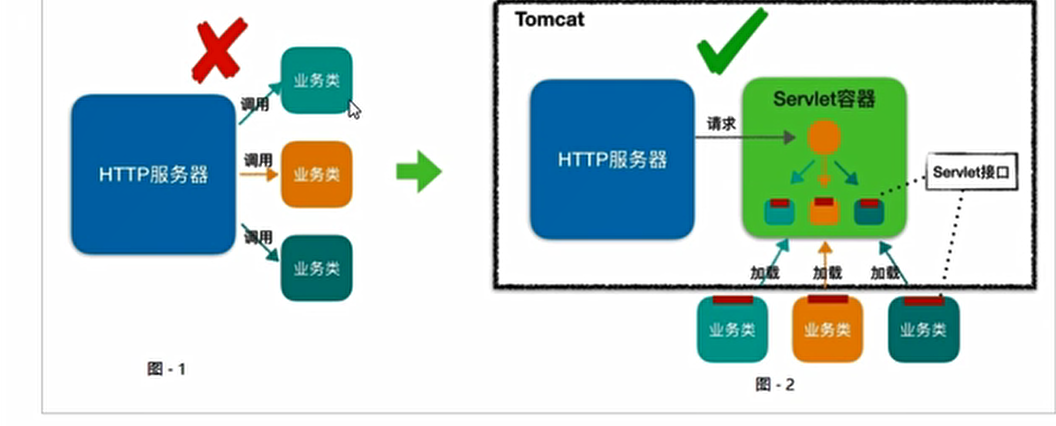 Tomcat
业务类
调用
Servlet容器
HTTP服务器
调用
业务类
HTTP服务器
请求
Servlet接口
调用
业务类
加载
加载
加载
业务类
业务类
业务类
图 - 1
图 - 2